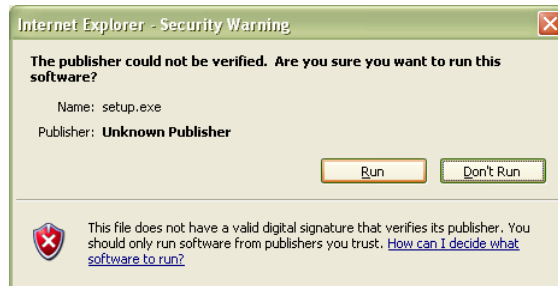 Internet Explorer - Security Warning
The publisher could not be verified. Are you sure you want to run this
software?
Name: setup.exe
Publisher: Unknown Publisher
Run Don't Run
This file does not have a valid digital signature that verifies its publisher. You
should only run software from publishers you trust. How can I decide what
software to run?